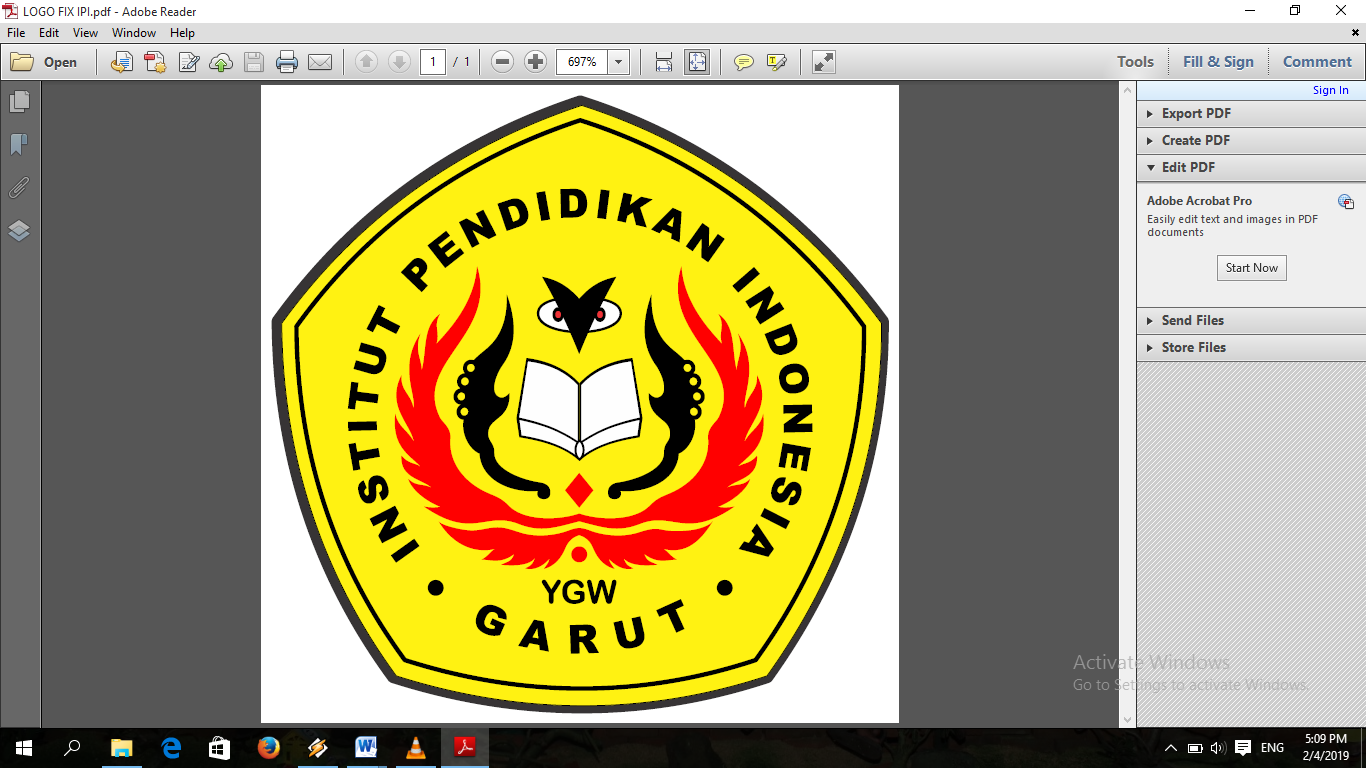 LOGO FIX IPI.pdf - Adobe Reader
File Edit View Window Help
Open 1 / 1 697% Tools Fill & Sign Comment
Sign In
Export PDF
Create PDF
Edit PDF
Adobe Acrobat Pro
Easily edit text and images in PDF
documents
Start Now
Send Files
Store Files
INSTITUT PENDIDIKAN INDONESIA
YGW
• GARUT •
Activate Windows
Go to Settings to activate Windows.
ENG
5:09 PM
2/4/2019